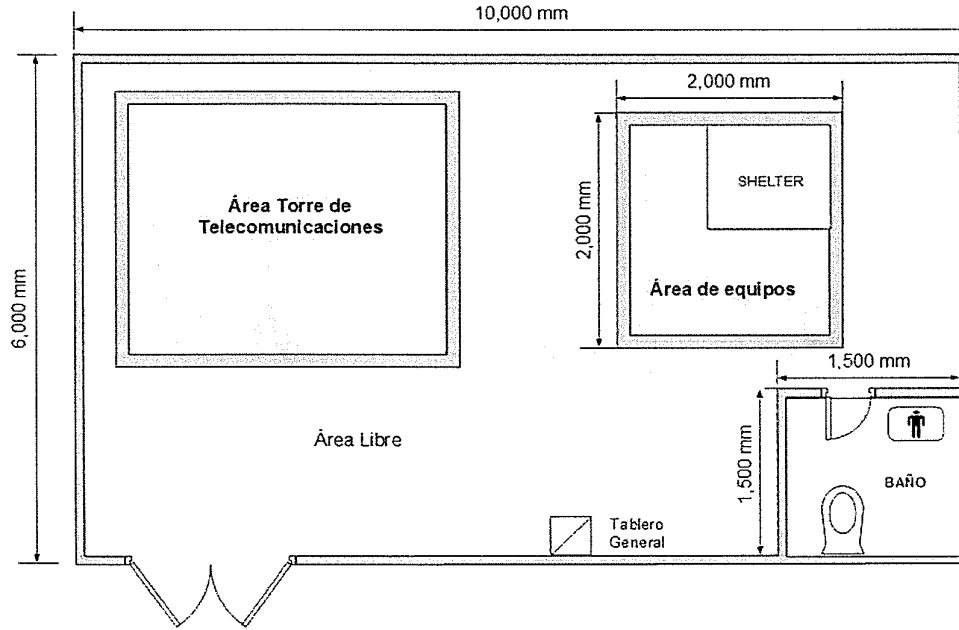 10,000 mm
2,000 mm
2,000 mm
SHELTER
Área Torre de
Telecomunicaciones
Área de equipos
6,000 mm
1,500 mm
1,500 mm
Área Libre
BAÑO
Tablero
General